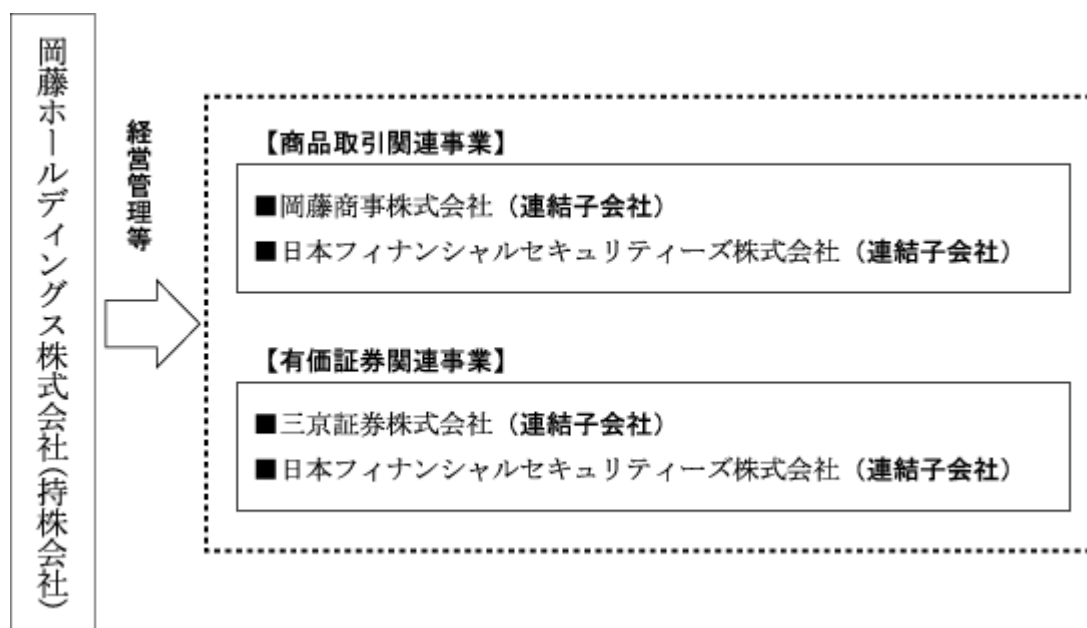 岡藤ホールディングス株式会社(持株会社)
経営管理等
【商品取引関連事業】
■岡藤商事株式会社（連結子会社）
■日本フィナンシャルセキュリティーズ株式会社（連結子会社）
【有価証券関連事業】
■三京証券株式会社（連結子会社）
■日本フィナンシャルセキュリティーズ株式会社（連結子会社）